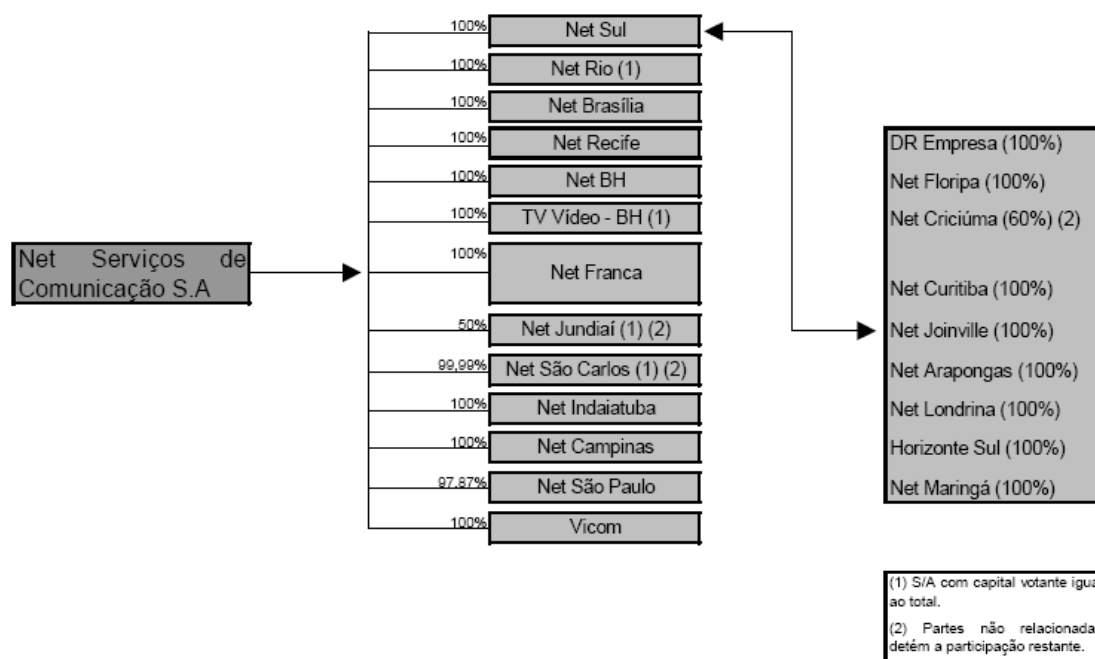 100% Net Sul
100% Net Rio (1)
100% Net Brasília
100% Net Recife
100% Net BH
100% TV Vídeo - BH (1)
100% Net Franca
50% Net Jundiaí (1) (2)
99,99% Net São Carlos (1) (2)
100% Net Indaiatuba
100% Net Campinas
97,87% Net São Paulo
100% Vicom
Net Serviços de
Comunicação S.A
DR Empresa (100%)
Net Floripa (100%)
Net Criciúma (60%) (2)
Net Curitiba (100%)
Net Joinville (100%)
Net Arapongas (100%)
Net Londrina (100%)
Horizonte Sul (100%)
Net Maringá (100%)
(1) S/A com capital votante igua
ao total.
(2) Partes não relacionada
detém a participação restante.